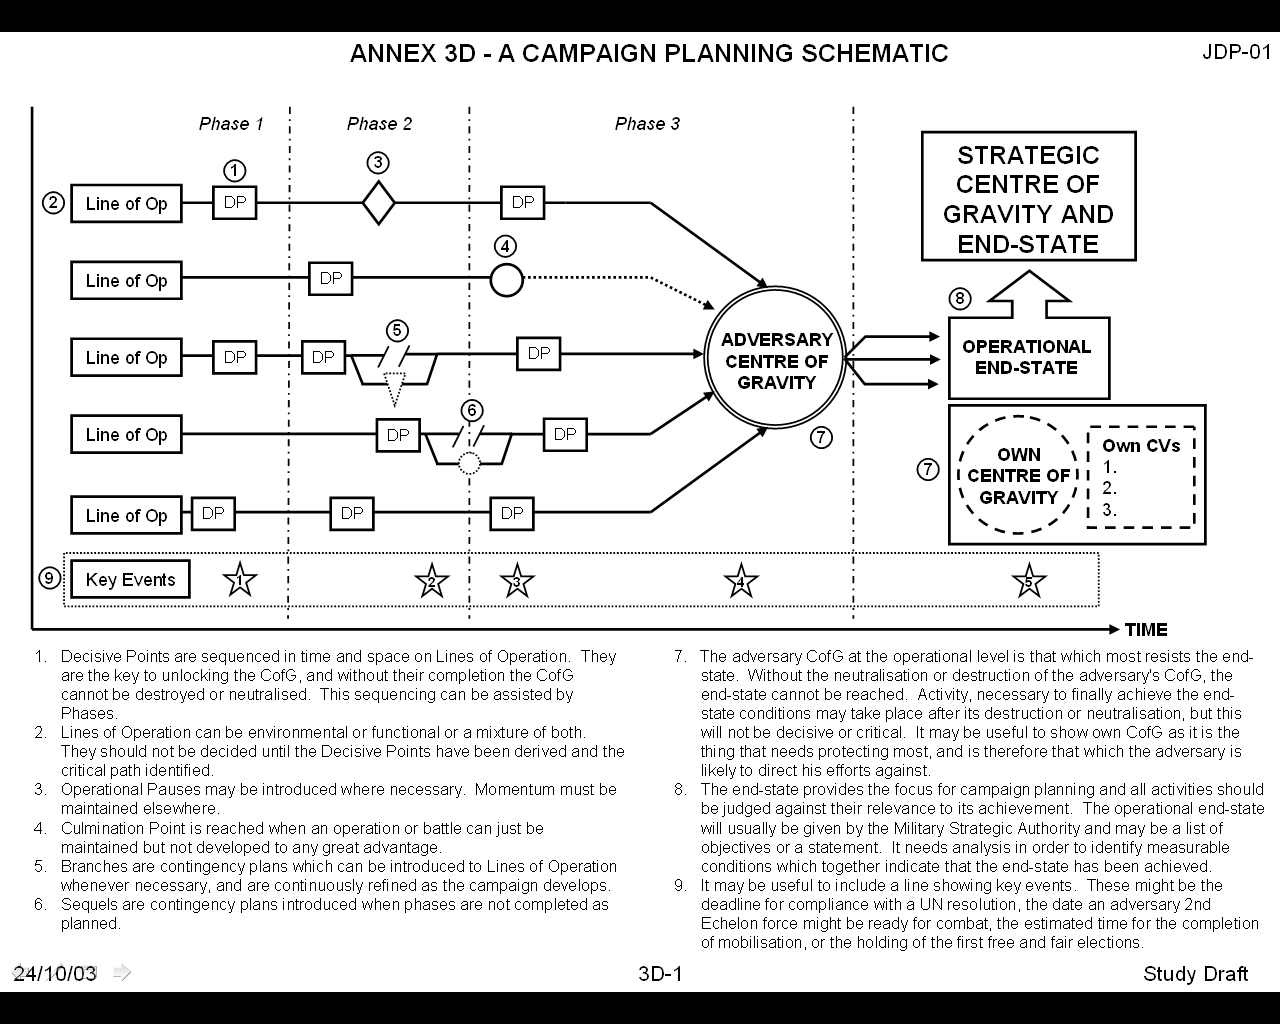 ANNEX 3D - A CAMPAIGN PLANNING SCHEMATIC
JDP-01
Phase 1
Phase 2
Phase 3
1
3
2
Line of Op
DP
DP
4
Line of Op
DP
5
Line of Op
DP
DP
DP
6
Line of Op
DP
DP
Line of Op
DP
DP
DP
ADVERSARY
CENTRE OF
GRAVITY
7
STRATEGIC
CENTRE OF
GRAVITY AND
END-STATE
8
OPERATIONAL
END-STATE
7
OWN
CENTRE OF
GRAVITY
Own CVs
1.
2.
3.
9
Key Events
1
2
3
4
5
TIME
1. Decisive Points are sequenced in time and space on Lines of Operation. They
are the key to unlocking the CofG, and without their completion the CofG
cannot be destroyed or neutralised. This sequencing can be assisted by
Phases.
2. Lines of Operation can be environmental or functional or a mixture of both.
They should not be decided until the Decisive Points have been derived and the
critical path identified.
3. Operational Pauses may be introduced where necessary. Momentum must be
maintained elsewhere.
4. Culmination Point is reached when an operation or battle can just be
maintained but not developed to any great advantage.
5. Branches are contingency plans which can be introduced to Lines of Operation
whenever necessary, and are continuously refined as the campaign develops.
6. Sequels are contingency plans introduced when phases are not completed as
planned.
7. The adversary CofG at the operational level is that which most resists the end-
state. Without the neutralisation or destruction of the adversary's CofG, the
end-state cannot be reached. Activity, necessary to finally achieve the end-
state conditions may take place after its destruction or neutralisation, but this
will not be decisive or critical. It may be useful to show own CofG as it is the
thing that needs protecting most, and is therefore that which the adversary is
likely to direct his efforts against.
8. The end-state provides the focus for campaign planning and all activities should
be judged against their relevance to its achievement. The operational end-state
will usually be given by the Military Strategic Authority and may be a list of
objectives or a statement. It needs analysis in order to identify measurable
conditions which together indicate that the end-state has been achieved.
9. It may be useful to include a line showing key events. These might be the
deadline for compliance with a UN resolution, the date an adversary 2nd
Echelon force might be ready for combat, the estimated time for the completion
of mobilisation, or the holding of the first free and fair elections.
24/10/03
3D-1
Study Draft